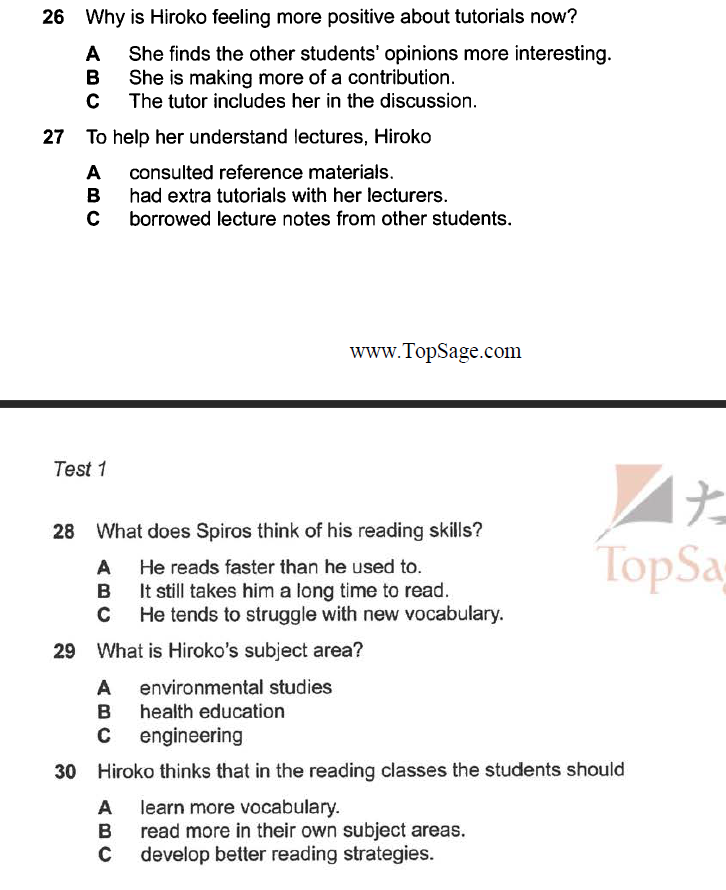 26 Why is Hiroko feeling more positive about tutorials now?
A She finds the other students' opinions more interesting.
B She is making more of a contribution.
C The tutor includes her in the discussion.
27 To help her understand lectures, Hiroko
A consulted reference materials.
B had extra tutorials with her lecturers.
C borrowed lecture notes from other students.
www.TopSage.com
Test 1
大
TopSa
28 What does Spiros think of his reading skills?
A He reads faster than he used to.
B It still takes him a long time to read.
C He tends to struggle with new vocabulary.
29 What is Hiroko's subject area?
A environmental studies
B health education
C engineering
30 Hiroko thinks that in the reading classes the students should
A learn more vocabulary.
B read more in their own subject areas.
C develop better reading strategies.